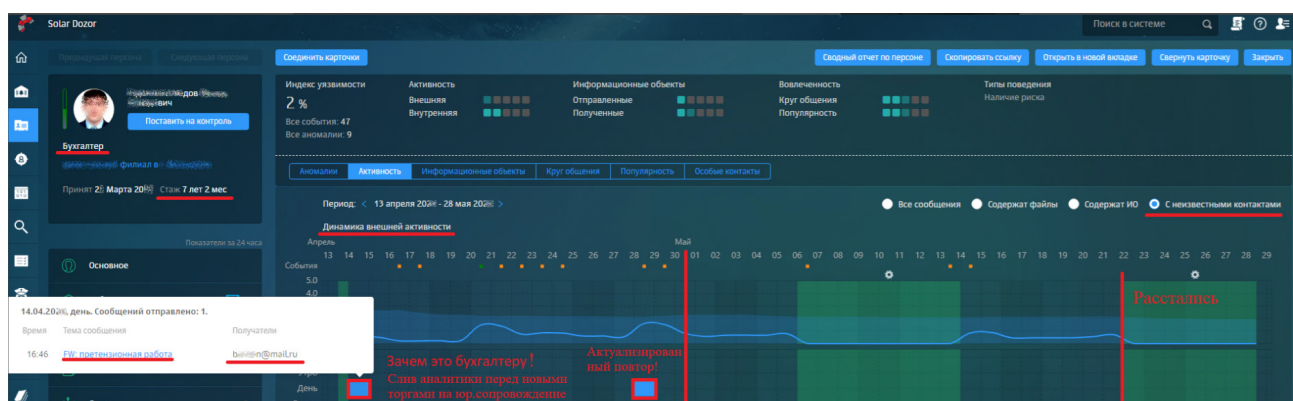 Solar Dozor
Поиск в системе
Предыдущая персона Следующая персона Соединить карточки Сводный отчет по персоне Скопировать ссылку Открыть в новой вкладке Свернуть карточку Закрыть
Поставить на контроль
Бухгалтер
филиал в
Принят 2 Марта 20 Стаж 7 лет 2 мес
Индекс уязвимости
2 %
Все события: 47
Все аномалии: 9
Активность
Внешняя
Внутренняя
Информационные объекты
Отправленные
Полученные
Вовлеченность
Круг общения
Популярность
Типы поведения
Наличие риска
Аномалии Активность Информационные объекты Круг общения Популярность Особые контакты
Период: < 13 апреля 20 - 28 мая 20 >
Все сообщения Содержат файлы Содержат ИО С неизвестными контактами
Динамика внешней активности
Показатели за 24 часа
Основное
Апрель Май
13 14 15 16 17 18 19 20 21 22 23 24 25 26 27 28 29 30 01 02 03 04 05 06 07 08 09 10 11 12 13 14 15 16 17 18 19 20 21 22 23 24 25 26 27 28 29
События
5.0
4.0
Расстались
14.04.20, день. Сообщений отправлено: 1.
Время Тема сообщения Получатели
16:46 FW: претензионная работа b n@mail.ru
Зачем это бухгалтеру!
Слив аналитики перед новыми
торгами на юр.сопровождение
Актуализирован
ный повтор!
Утро
День